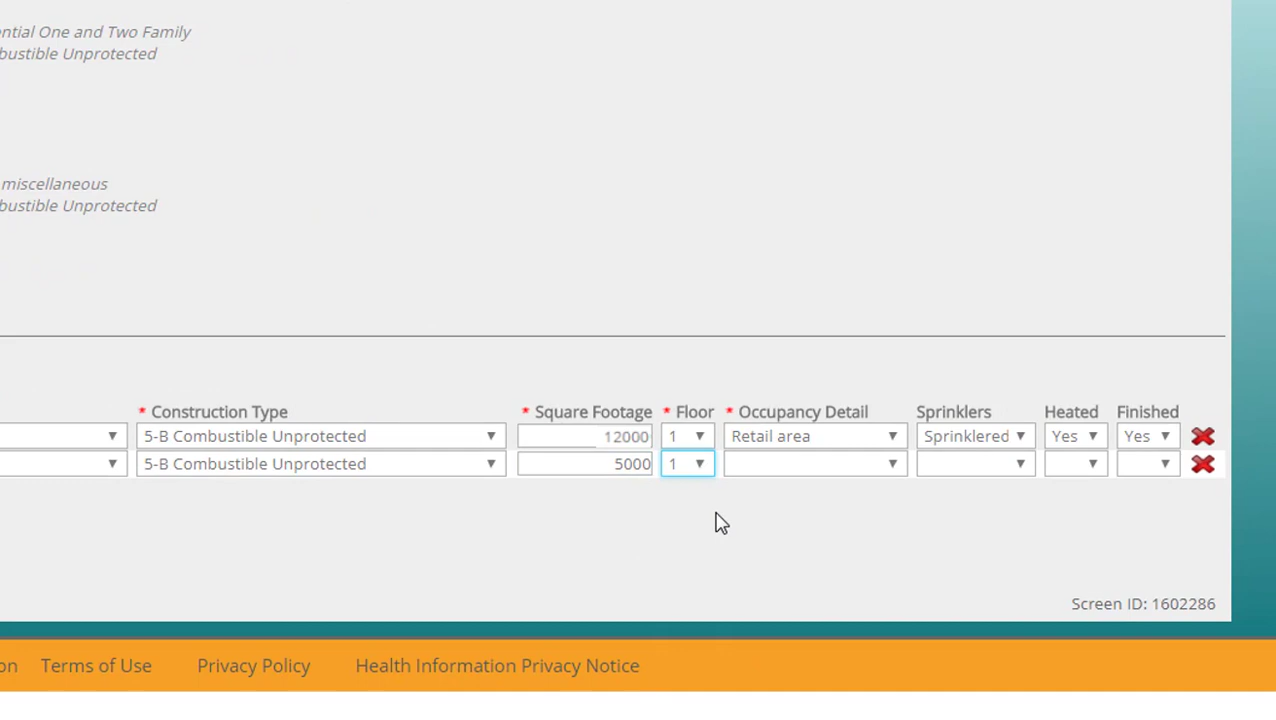 ential One and Two Family
bustible Unprotected
miscellaneous
bustible Unprotected
* Construction Type * Square Footage * Floor * Occupancy Detail Sprinklers Heated Finished
5-B Combustible Unprotected 12000 1 Retail area Sprinklered Yes Yes
5-B Combustible Unprotected 5000 1
Screen ID: 1602286
on Terms of Use Privacy Policy Health Information Privacy Notice